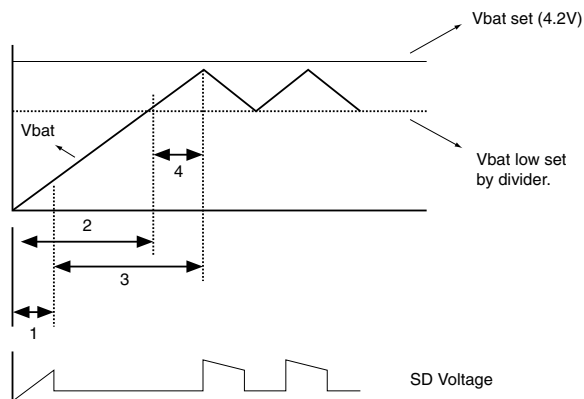 Vbat set (4.2V)
Vbat
4
Vbat low set
by divider.
2
3
1
SD Voltage